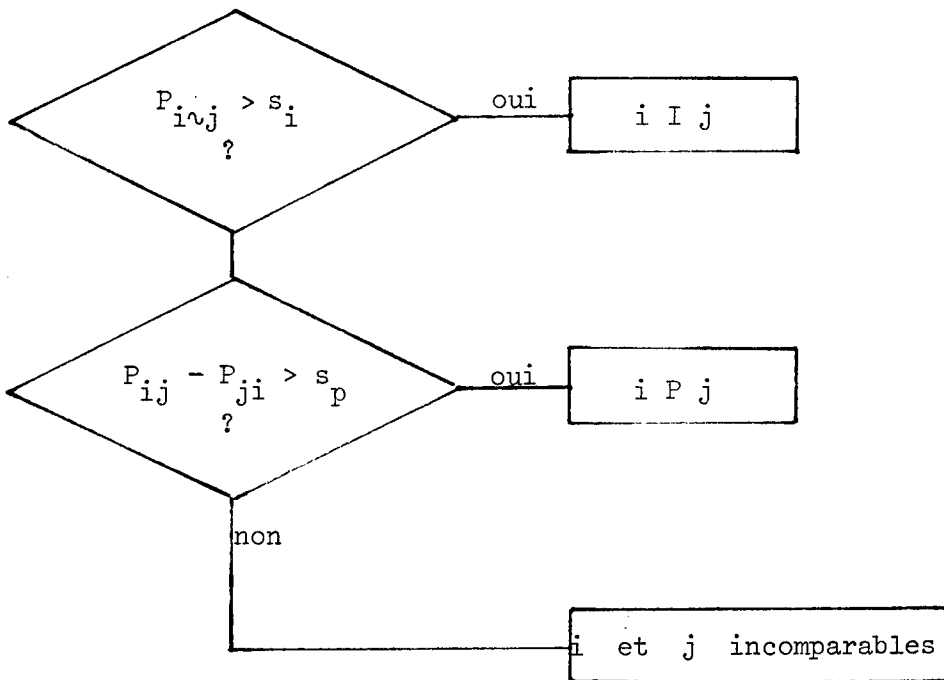 P_{i∿j} > s_i
?
oui
i I j
P_{ij} - P_{ji} > s_p
?
oui
i P j
non
i et j incomparables